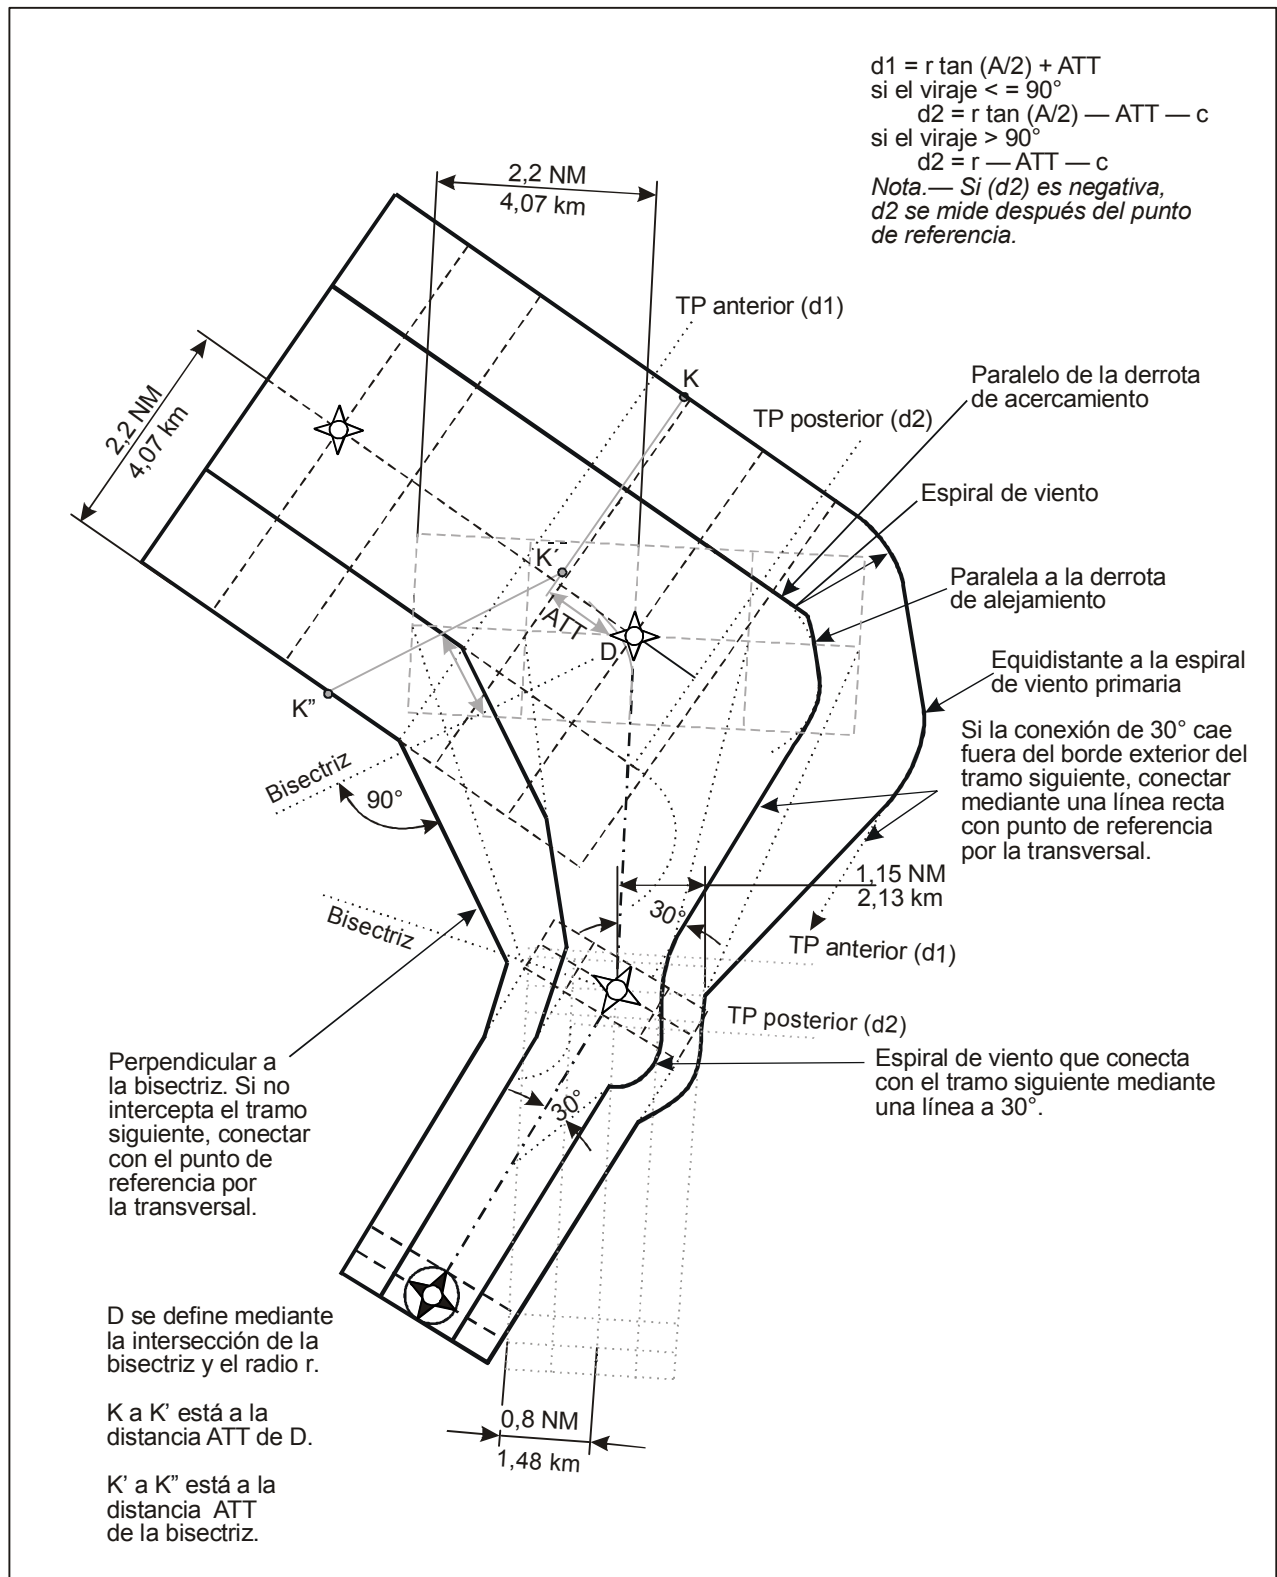 d1 = r tan (A/2) + ATT
si el viraje < = 90°
d2 = r tan (A/2) — ATT — c
si el viraje > 90°
d2 = r — ATT — c
Nota.— Si (d2) es negativa,
d2 se mide después del punto
de referencia.
2,2 NM
4,07 km
TP anterior (d1)
2,2 NM
4,07 km
K
Paralelo de la derrota
de acercamiento
TP posterior (d2)
Espiral de viento
K´
Paralela a la derrota
de alejamiento
ATT
D
Equidistante a la espiral
de viento primaria
K”
Si la conexión de 30° cae
fuera del borde exterior del
tramo siguiente, conectar
mediante una línea recta
con punto de referencia
por la transversal.
Bisectriz
90°
1,15 NM
2,13 km
30°
Bisectriz
TP anterior (d1)
TP posterior (d2)
Perpendicular a
la bisectriz. Si no
intercepta el tramo
siguiente, conectar
con el punto de
referencia por
la transversal.
Espiral de viento que conecta
con el tramo siguiente mediante
una línea a 30°.
30°
D se define mediante
la intersección de la
bisectriz y el radio r.
K a K’ está a la
distancia ATT de D.
K’ a K” está a la
distancia ATT
de la bisectriz.
0,8 NM
1,48 km